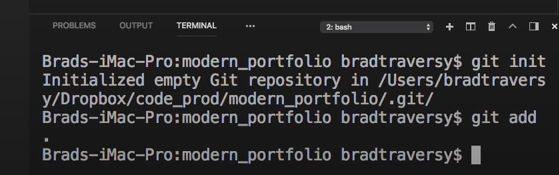 PROBLEMS OUTPUT TERMINAL ... 2: bash
Brads-iMac-Pro:modern_portfolio bradtraversy$ git init
Initialized empty Git repository in /Users/bradtravers
y/Dropbox/code_prod/modern_portfolio/.git/
Brads-iMac-Pro:modern_portfolio bradtraversy$ git add
.
Brads-iMac-Pro:modern_portfolio bradtraversy$